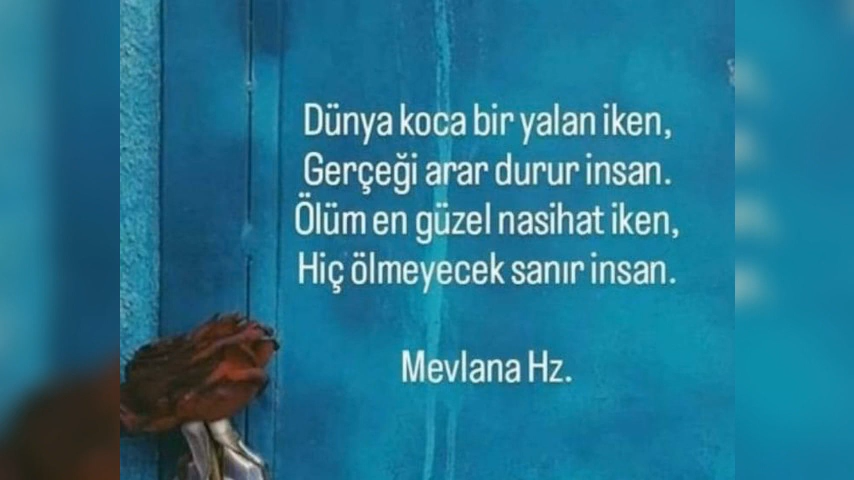 Dünya koca bir yalan iken,
Gerçeği arar durur insan.
Ölüm en güzel nasihat iken,
Hiç ölmeyecek sanır insan.
Mevlana Hz.